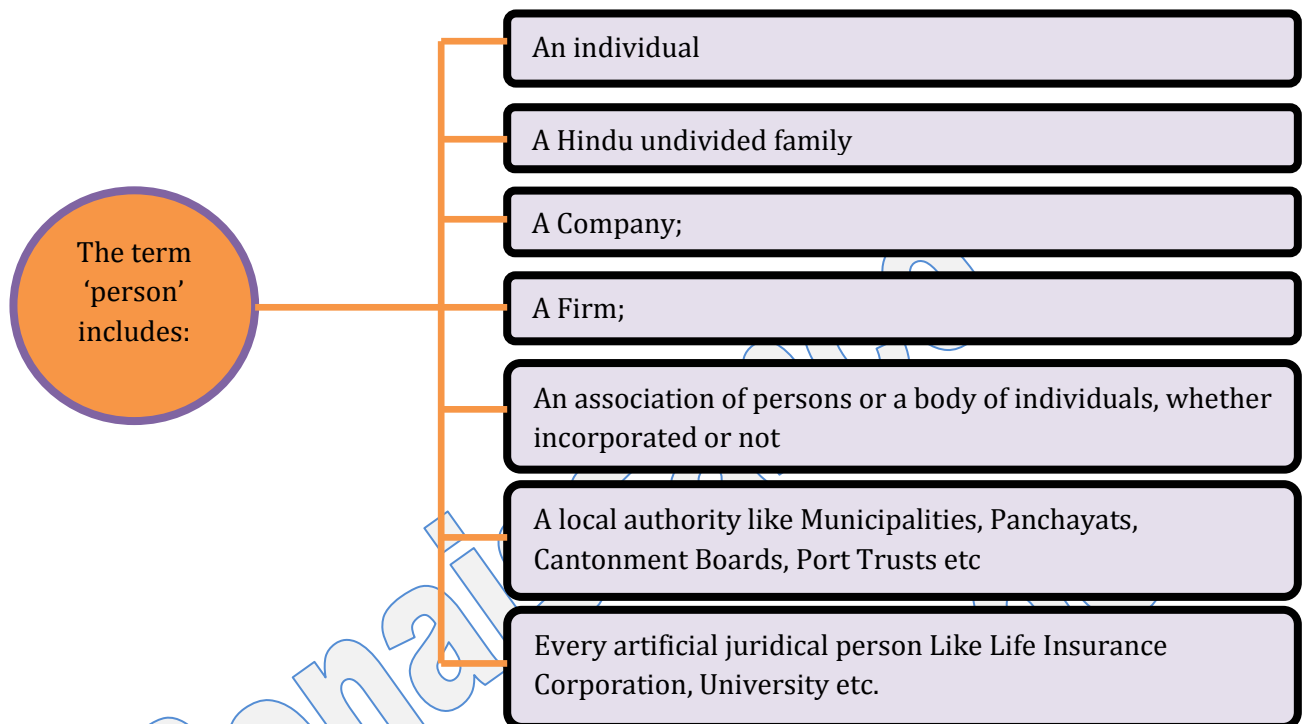 An individual
A Hindu undivided family
A Company;
The term
‘person’
includes:
A Firm;
An association of persons or a body of individuals, whether
incorporated or not
A local authority like Municipalities, Panchayats,
Cantonment Boards, Port Trusts etc
Every artificial juridical person Like Life Insurance
Corporation, University etc.